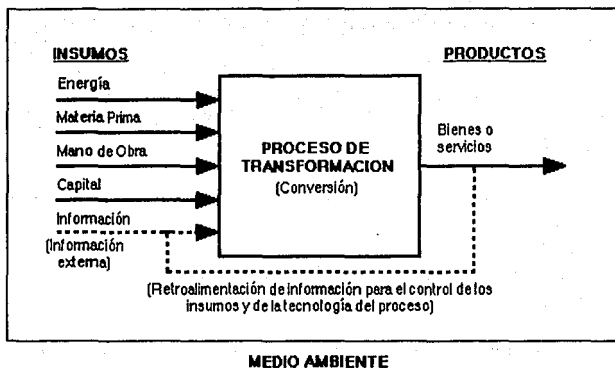 INSUMOS
PRODUCTOS
Energía
Materia Prima
Mano de Obra
Capital
Información
(Información
externa)
PROCESO DE
TRANSFORMACION
(Conversión)
Bienes o
servicios
(Retroalimentación de información para el control de los
insumos y de la tecnología del proceso)
MEDIO AMBIENTE